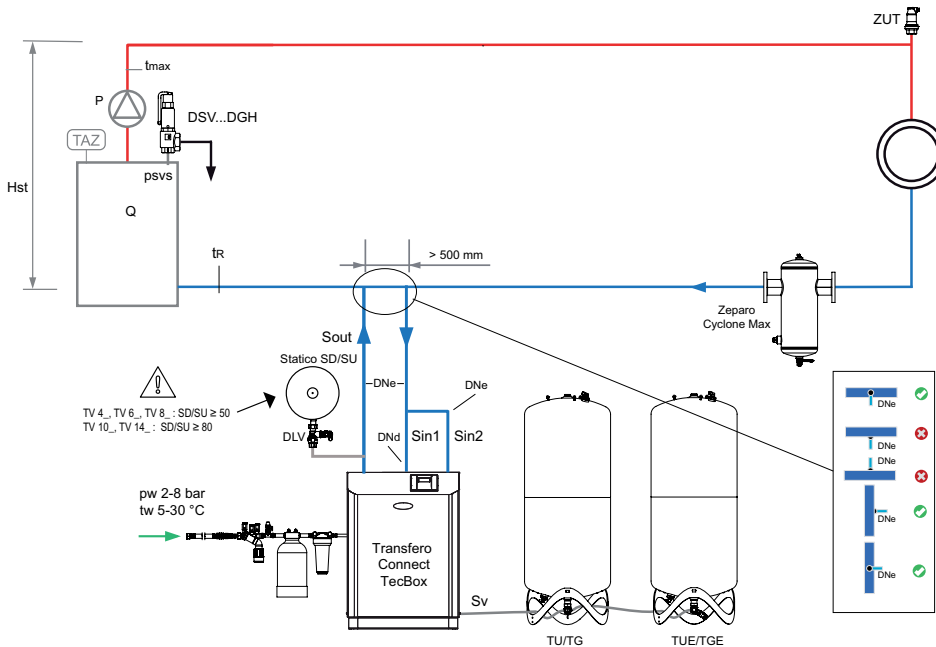 ZUT
tmax
P
DSV...DGH
TAZ
psvs
Hst
Q
tR
> 500 mm
Zeparo
Cyclone Max
Sout
Statico SD/SU
DNe
DNe
TV 4_, TV 6_, TV 8_ : SD/SU ≥ 50
TV 10_, TV 14_ : SD/SU ≥ 80
DLV
DNd
Sin1
Sin2
pw 2-8 bar
tw 5-30 °C
Transfero
Connect
TecBox
Sv
TU/TG
TUE/TGE
DNe
DNe
DNe
DNe
DNe